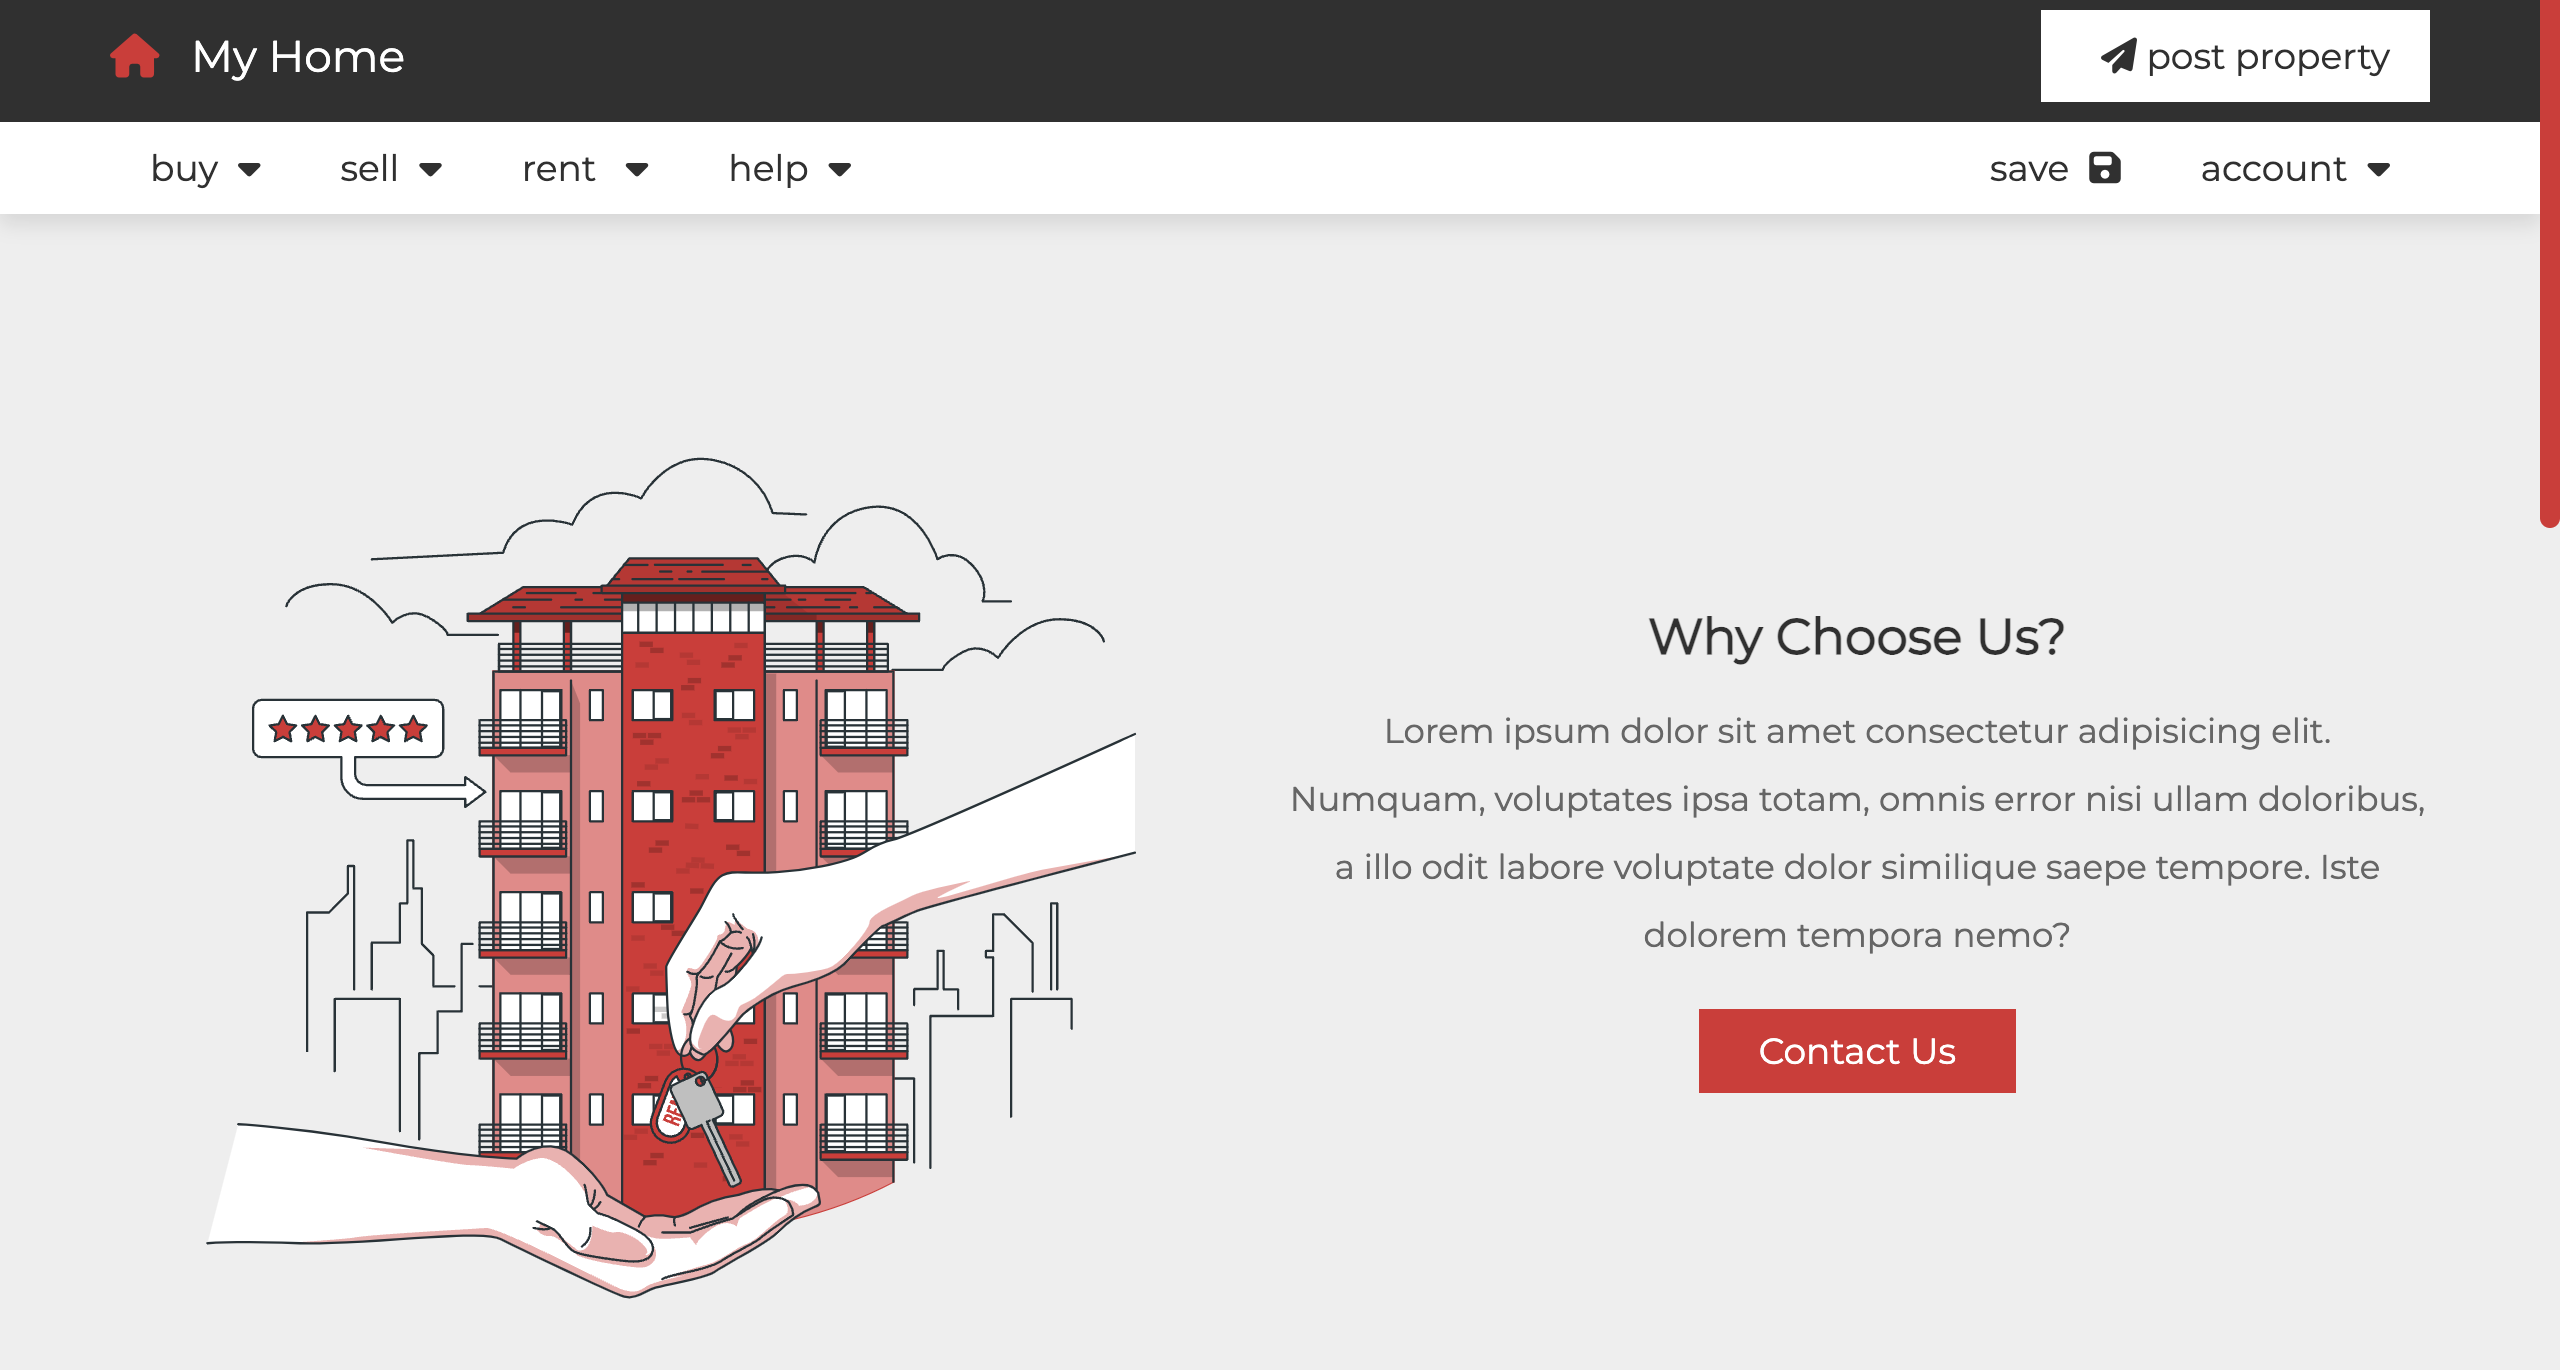 My Home
post property
buy
sell
rent
help
save
account
Why Choose Us?
Lorem ipsum dolor sit amet consectetur adipisicing elit.
Numquam, voluptates ipsa totam, omnis error nisi ullam doloribus,
a illo odit labore voluptate dolor similique saepe tempore. Iste
dolorem tempora nemo?
Contact Us